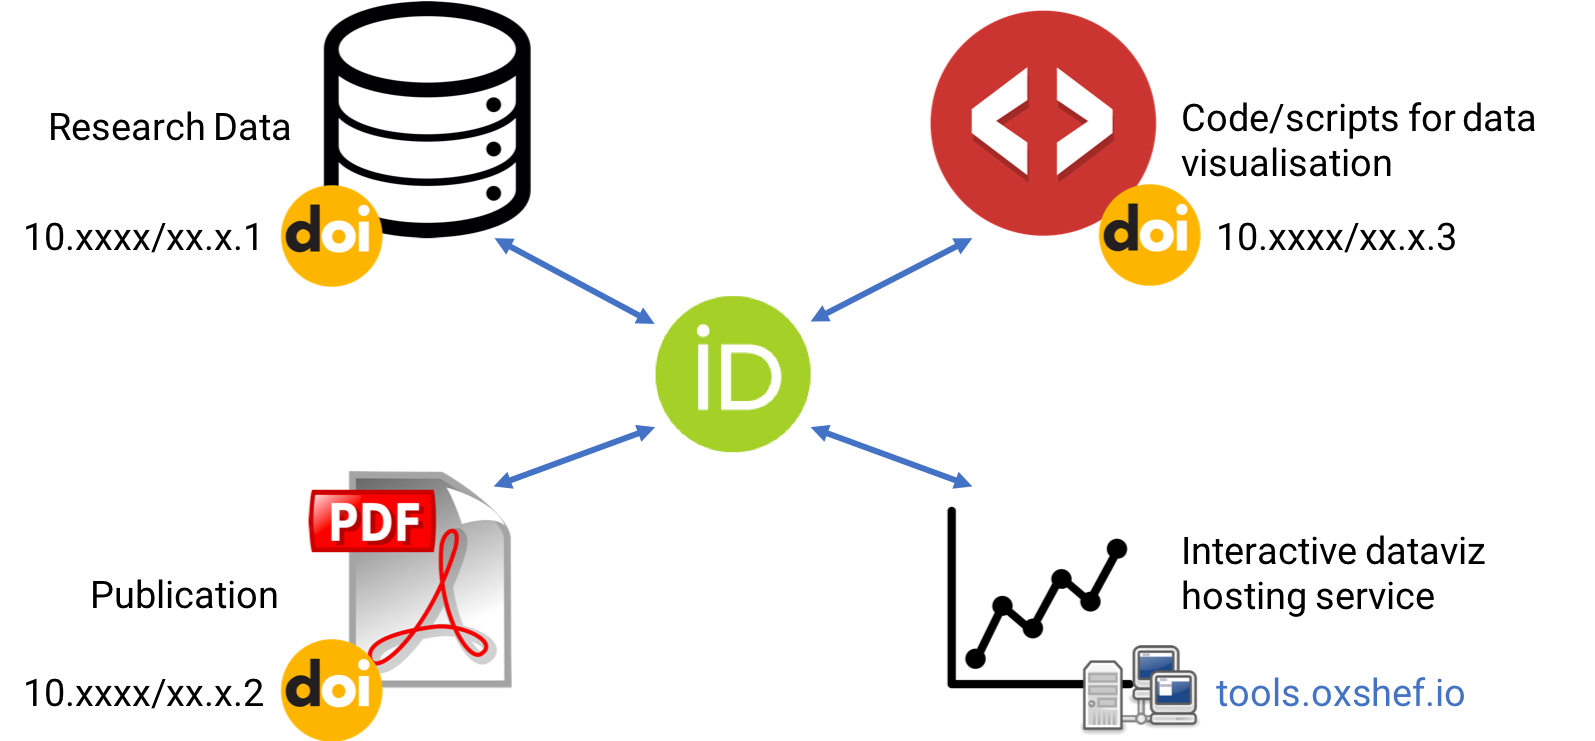 Research Data
10.xxxx/xx.x.1
doi
Code/scripts for data
visualisation
doi
10.xxxx/xx.x.3
iD
PDF
Publication
10.xxxx/xx.x.2
doi
Interactive dataviz
hosting service
tools.oxshef.io